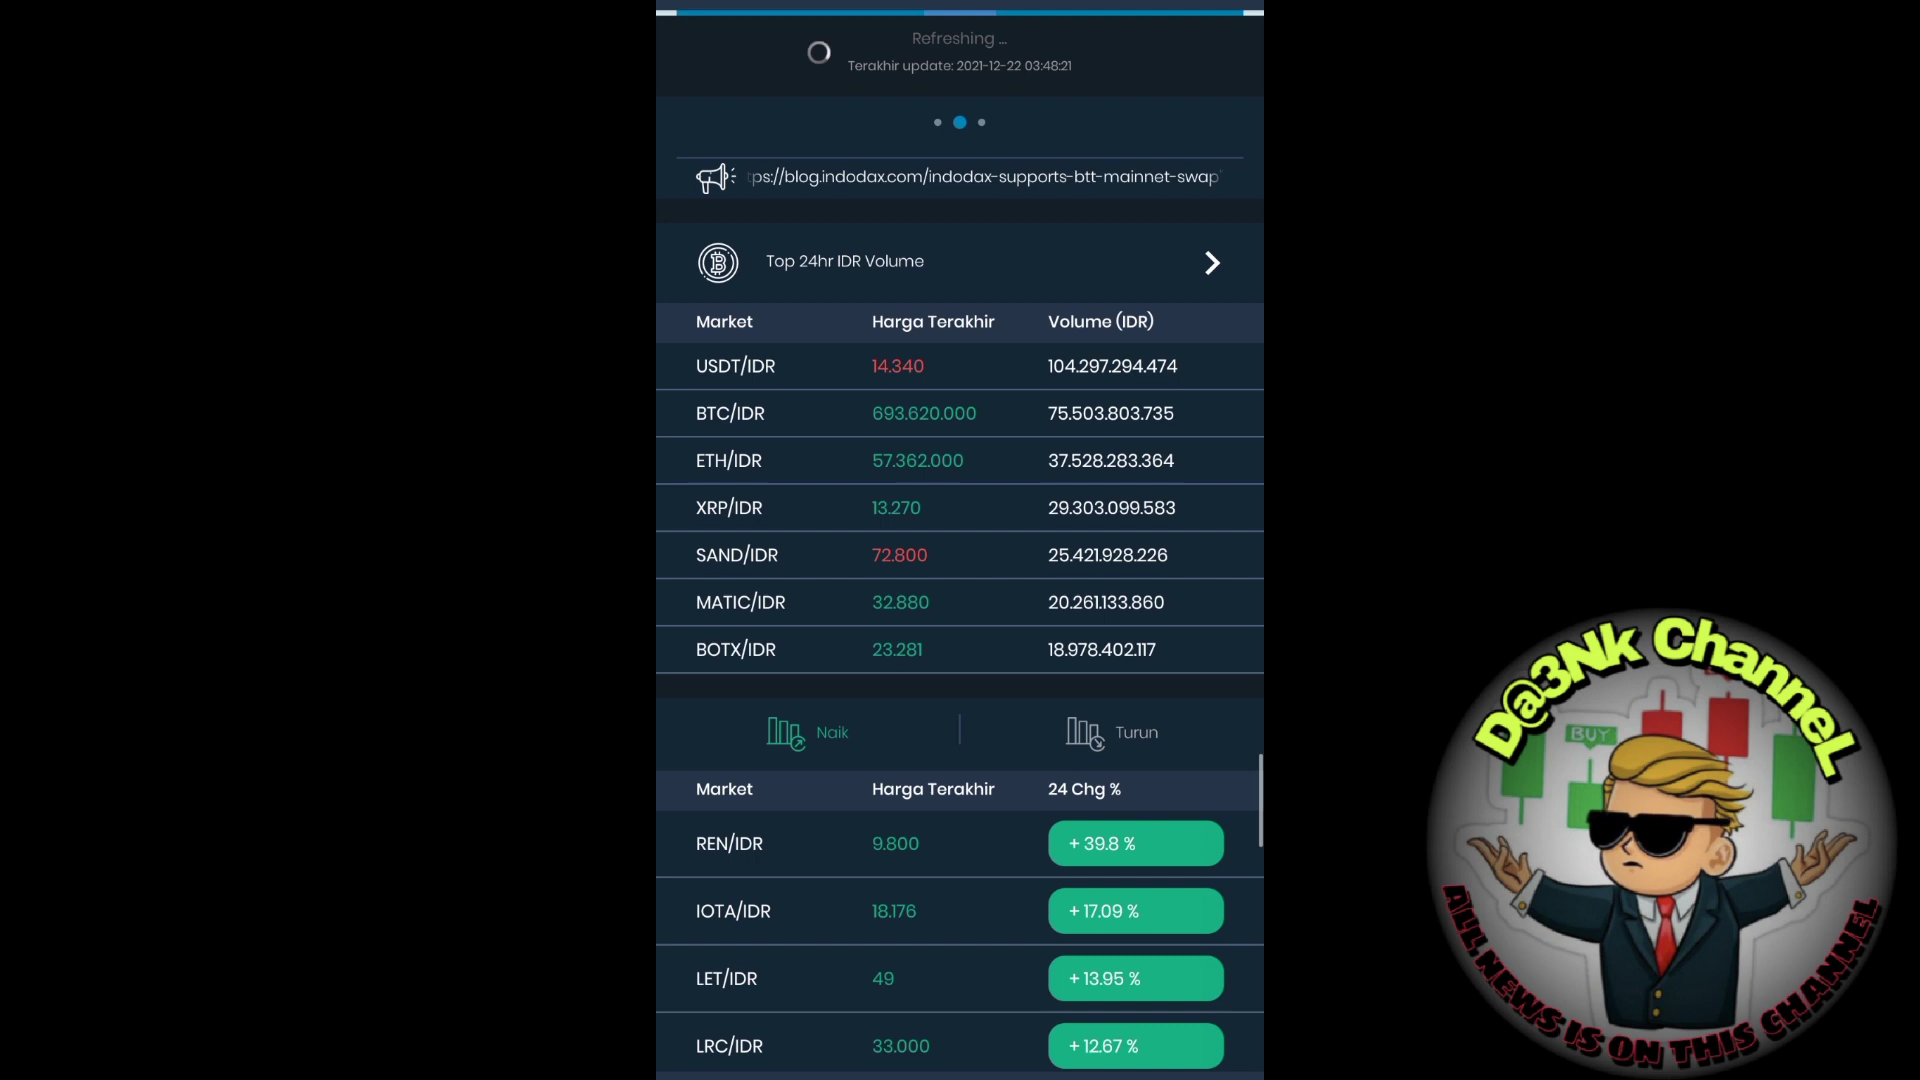 Refreshing ...
Terakhir update: 2021-12-22 03:48:21
ps://blog.indodax.com/indodax-supports-btt-mainnet-swap
Top 24hr IDR Volume
Market Harga Terakhir Volume (IDR)
USDT/IDR 14.340 104.297.294.474
BTC/IDR 693.620.000 75.503.803.735
ETH/IDR 57.362.000 37.528.283.364
XRP/IDR 13.270 29.303.099.583
SAND/IDR 72.800 25.421.928.226
MATIC/IDR 32.880 20.261.133.860
BOTX/IDR 23.281 18.978.402.117
Naik Turun
Market Harga Terakhir 24 Chg %
REN/IDR 9.800 + 39.8 %
IOTA/IDR 18.176 + 17.09 %
LET/IDR 49 + 13.95 %
LRC/IDR 33.000 + 12.67 %
D@3Nk ChanneL
BUY
ALL NEWS IS ON THIS CHANNEL